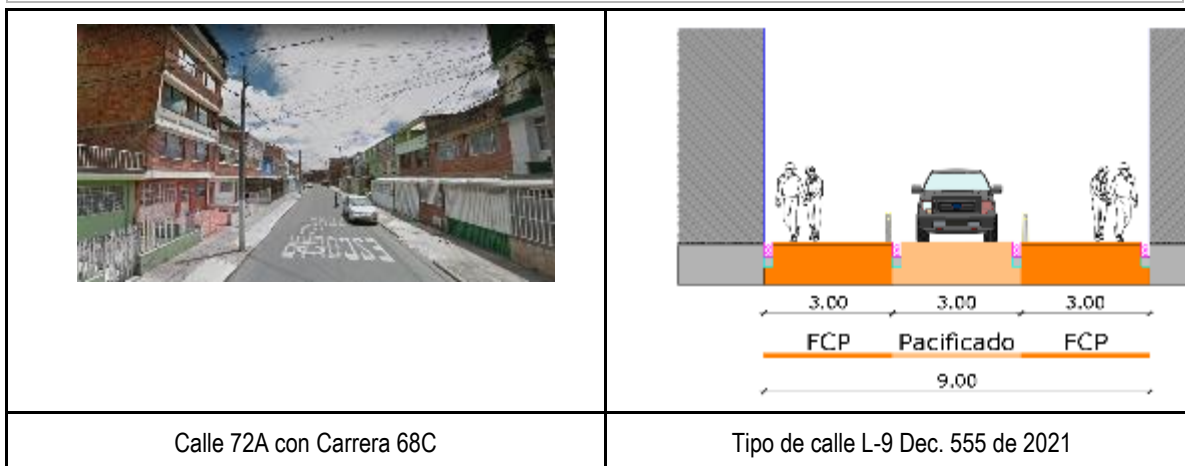 3.00 3.00 3.00
FCP Pacificado FCP
9.00
Calle 72A con Carrera 68C
Tipo de calle L-9 Dec. 555 de 2021